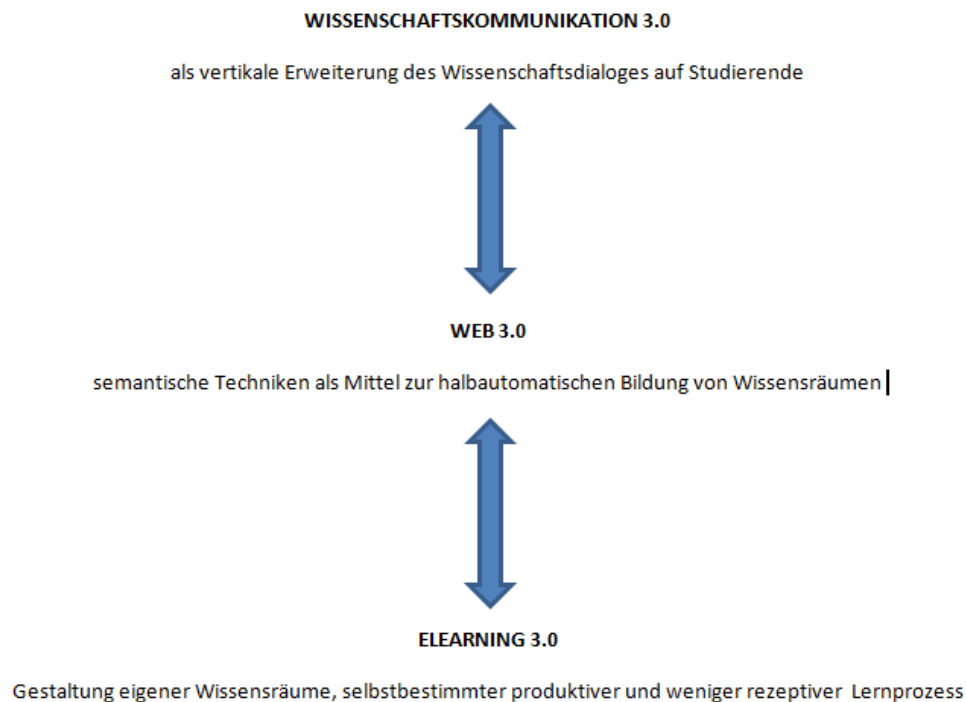 WISSENSCHAFTSKOMMUNIKATION 3.0
als vertikale Erweiterung des Wissenschaftsdialoges auf Studierende
WEB 3.0
semantische Techniken als Mittel zur halbautomatischen Bildung von Wissensräumen
ELEARNING 3.0
Gestaltung eigener Wissensräume, selbstbestimmter produktiver und weniger rezeptiver Lernprozess